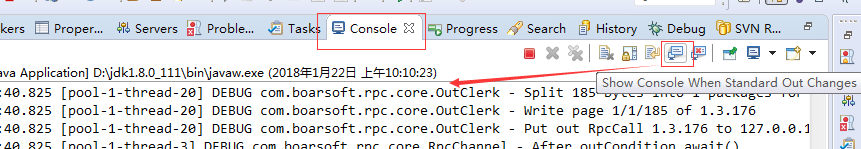 kers Proper... Servers Proble... Tasks Console Progress Search History Debug SVN R...
ava Application] D:\jdk1.8.0_111\bin\javaw.exe (2018年1月22日 上午10:10:23)
Show Console When Standard Out Changes
:40.825 [pool-1-thread-20] DEBUG com.boarsoft.rpc.core.OutClerk - Split 185 bytes into 1 packages for
:40.825 [pool-1-thread-20] DEBUG com.boarsoft.rpc.core.OutClerk - Write page 1/1/185 of 1.3.176
:40.825 [pool-1-thread-20] DEBUG com.boarsoft.rpc.core.OutClerk - Put out RpcCall 1.3.176 to 127.0.0.1
:40.825 [pool-1-thread-3] DEBUG com.boarsoft.rpc.core.RpcChannel - After outCondition.await()